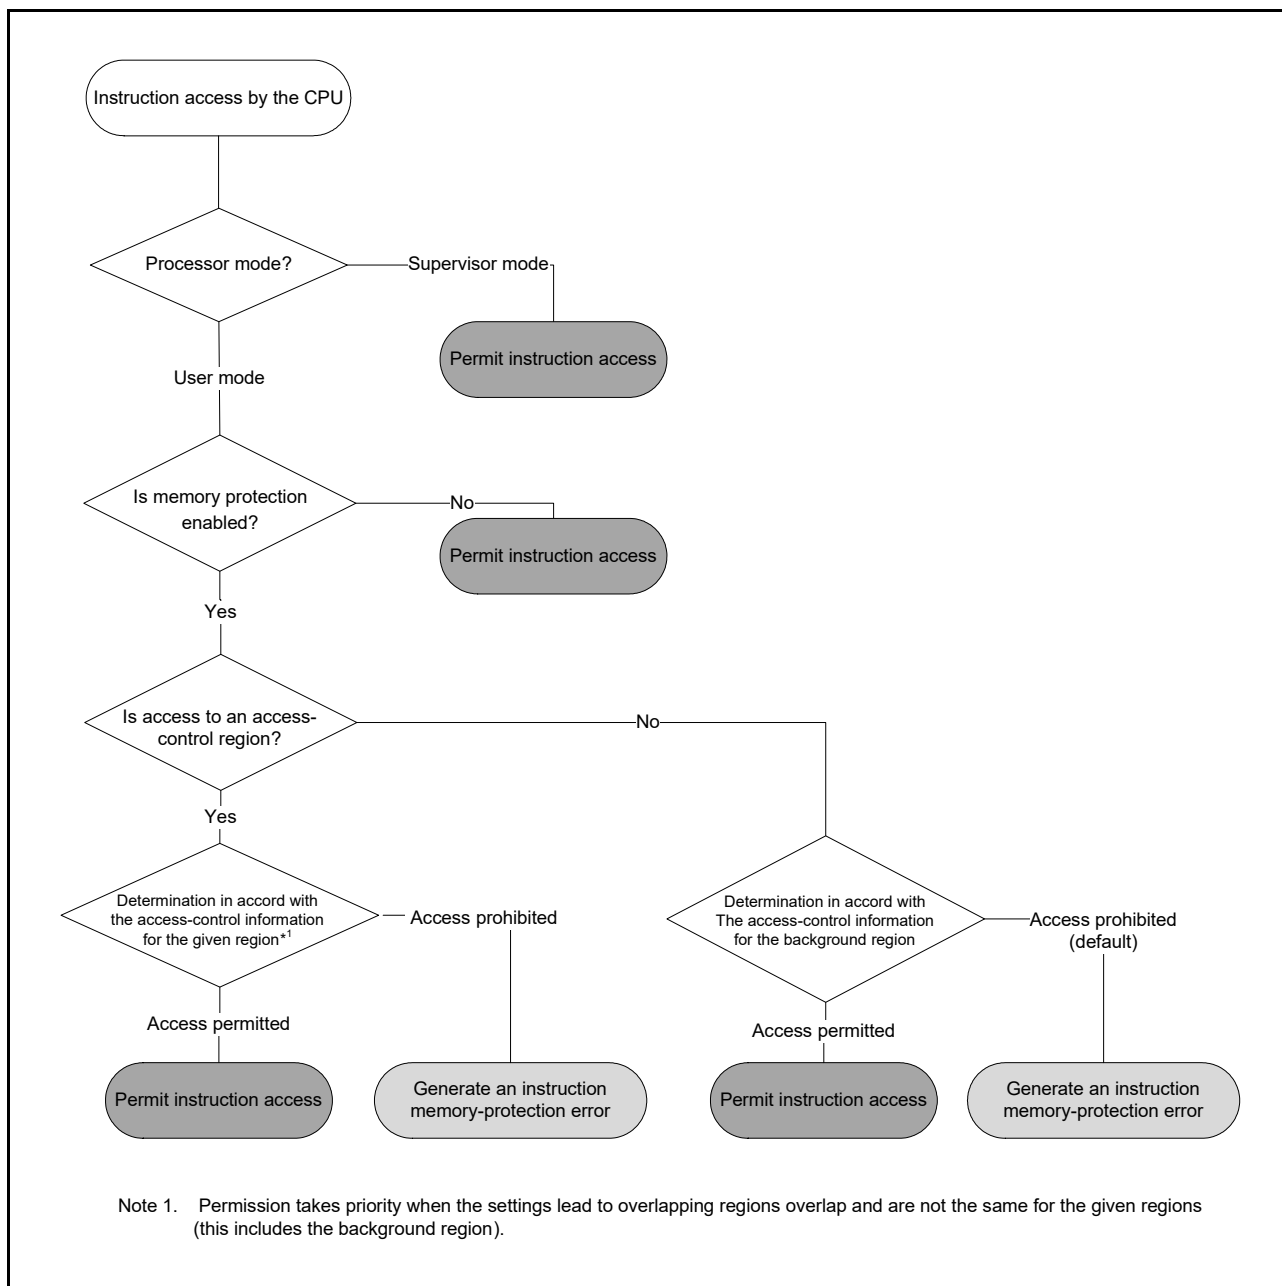 Instruction access by the CPU
Processor mode?
Supervisor mode
Permit instruction access
User mode
Is memory protection
enabled?
No
Permit instruction access
Yes
Is access to an access-
control region?
No
Yes
Determination in accord with
the access-control information
for the given region*1
Access prohibited
Determination in accord with
The access-control information
for the background region
Access prohibited
(default)
Access permitted
Access permitted
Permit instruction access
Generate an instruction
memory-protection error
Permit instruction access
Generate an instruction
memory-protection error
Note 1. Permission takes priority when the settings lead to overlapping regions overlap and are not the same for the given regions
(this includes the background region).